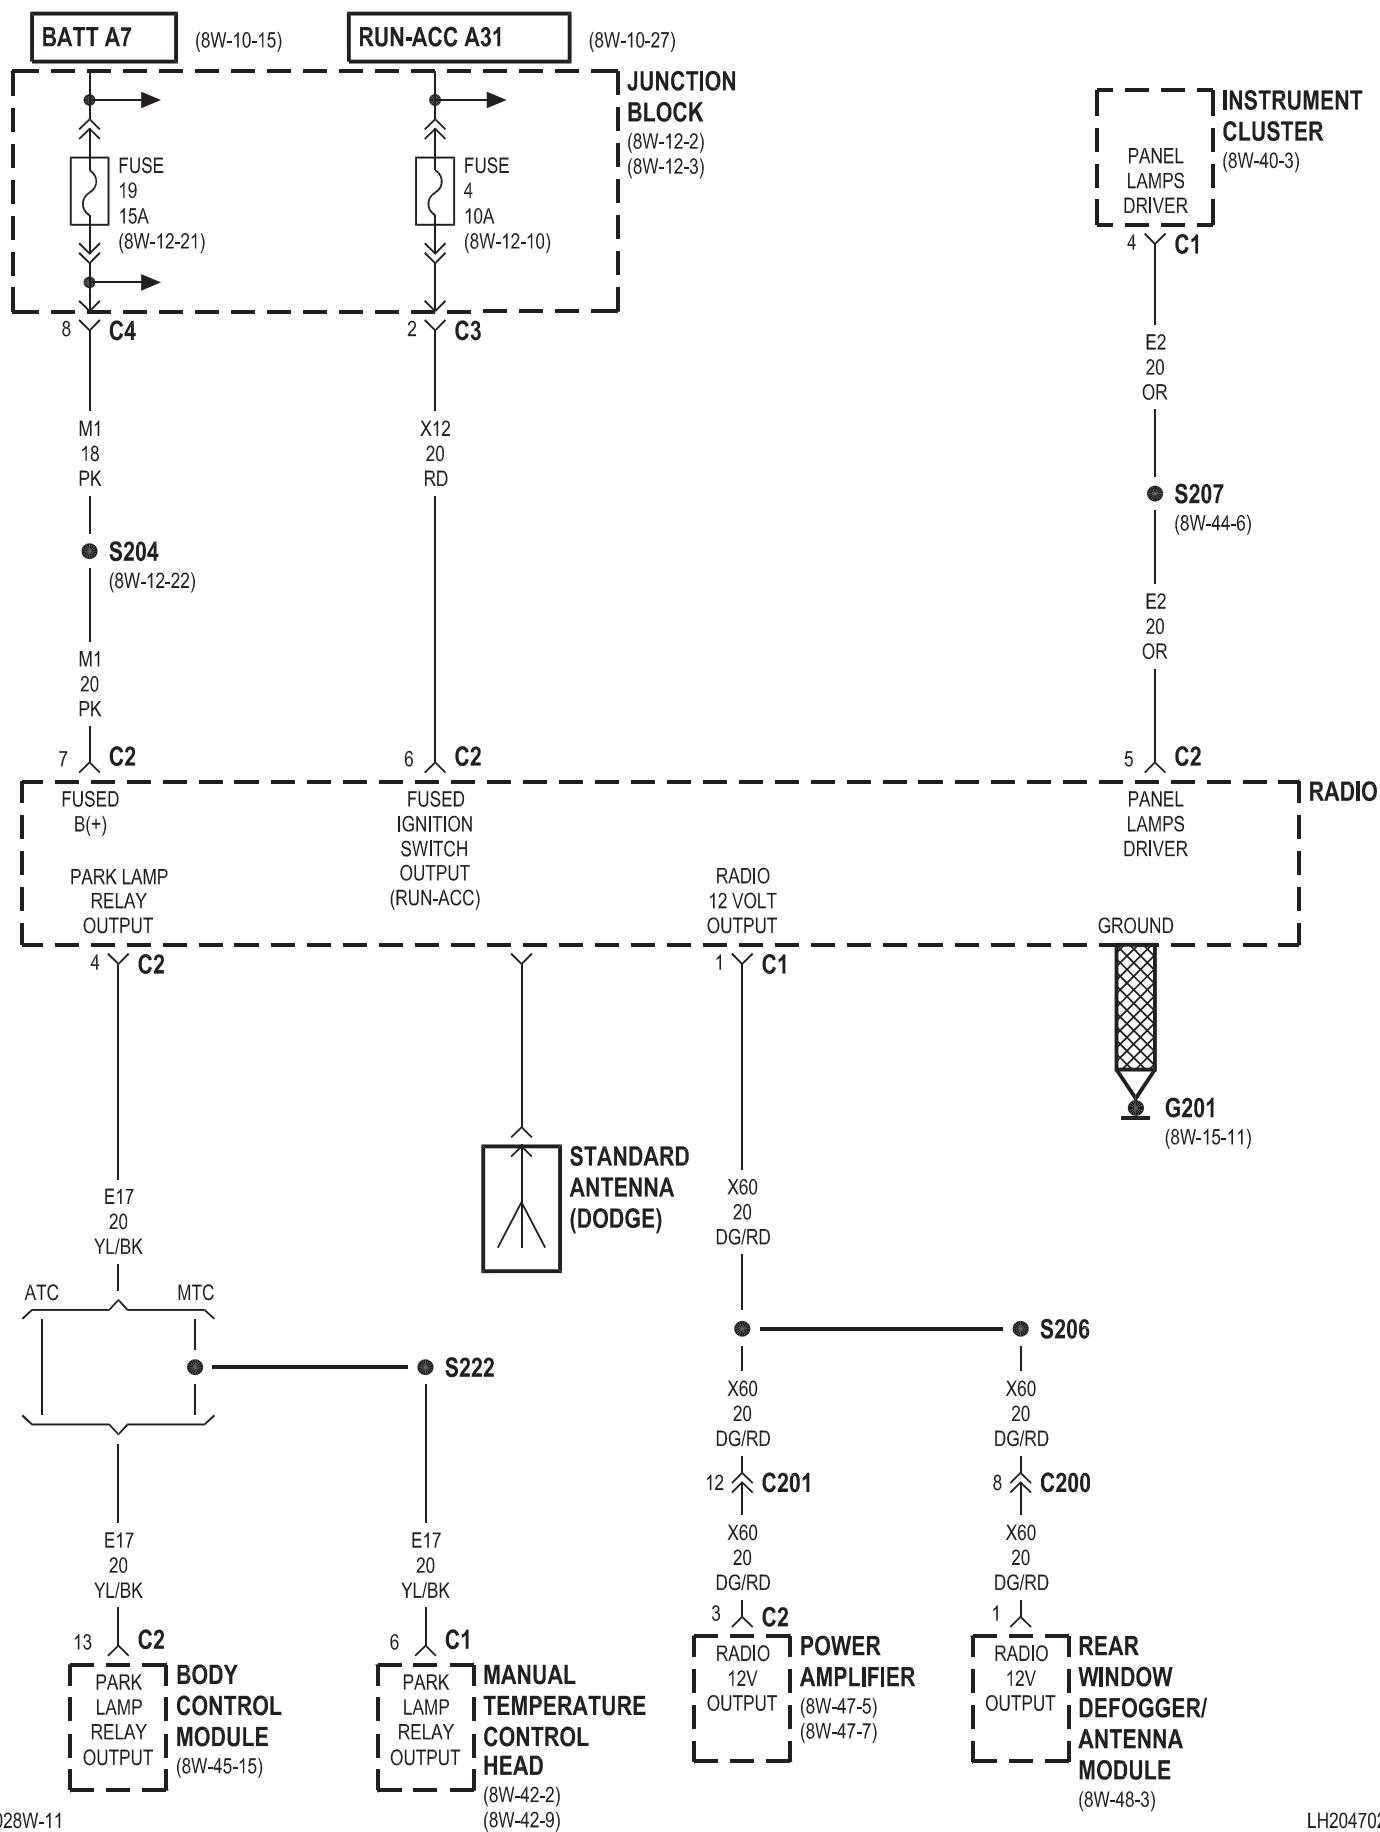 BATT A7
(8W-10-15)
RUN-ACC A31
(8W-10-27)
JUNCTION
BLOCK
(8W-12-2)
(8W-12-3)
FUSE
19
15A
(8W-12-21)
FUSE
4
10A
(8W-12-10)
INSTRUMENT
CLUSTER
(8W-40-3)
PANEL
LAMPS
DRIVER
4 C1
8 C4
2 C3
E2
20
OR
M1
18
PK
X12
20
RD
S207
(8W-44-6)
S204
(8W-12-22)
E2
20
OR
M1
20
PK
7 C2
6 C2
5 C2
RADIO
FUSED
B(+)
FUSED
IGNITION
SWITCH
OUTPUT
(RUN-ACC)
PANEL
LAMPS
DRIVER
PARK LAMP
RELAY
OUTPUT
RADIO
12 VOLT
OUTPUT
GROUND
4 C2
1 C1
G201
(8W-15-11)
STANDARD
ANTENNA
(DODGE)
E17
20
YL/BK
X60
20
DG/RD
ATC
MTC
S206
S222
X60
20
DG/RD
X60
20
DG/RD
12 C201
8 C200
E17
20
YL/BK
E17
20
YL/BK
X60
20
DG/RD
X60
20
DG/RD
13 C2
6 C1
3 C2
1
PARK
LAMP
RELAY
OUTPUT
BODY
CONTROL
MODULE
(8W-45-15)
PARK
LAMP
RELAY
OUTPUT
MANUAL
TEMPERATURE
CONTROL
HEAD
(8W-42-2)
(8W-42-9)
RADIO
12V
OUTPUT
POWER
AMPLIFIER
(8W-47-5)
(8W-47-7)
RADIO
12V
OUTPUT
REAR
WINDOW
DEFOGGER/
ANTENNA
MODULE
(8W-48-3)
028W-11
LH204702